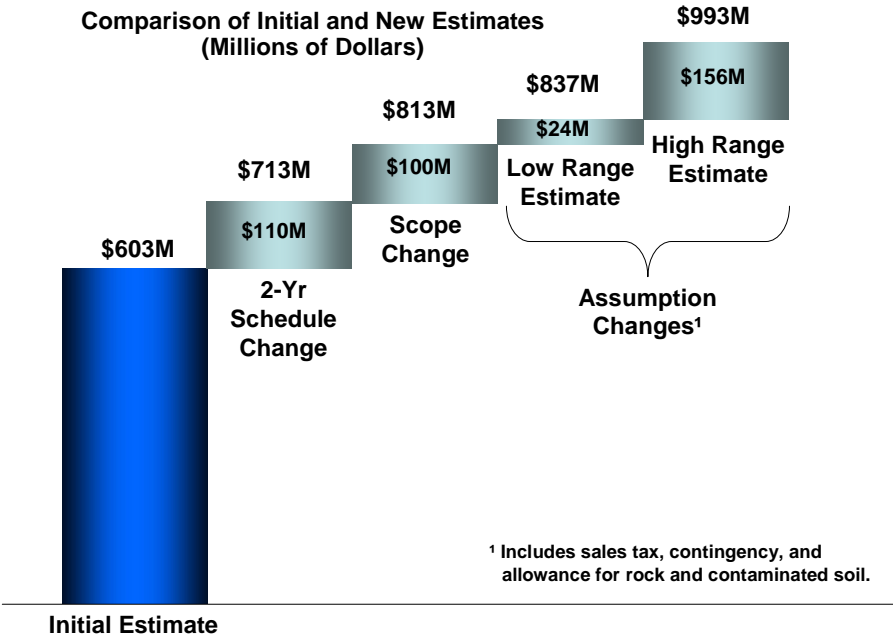 Comparison of Initial and New Estimates
(Millions of Dollars)
$603M
$713M
$110M
2-Yr
Schedule
Change
$813M
$100M
Scope
Change
$837M
$24M
Low Range
Estimate
$993M
$156M
High Range
Estimate
Assumption
Changes¹
¹ Includes sales tax, contingency, and
allowance for rock and contaminated soil.
Initial Estimate